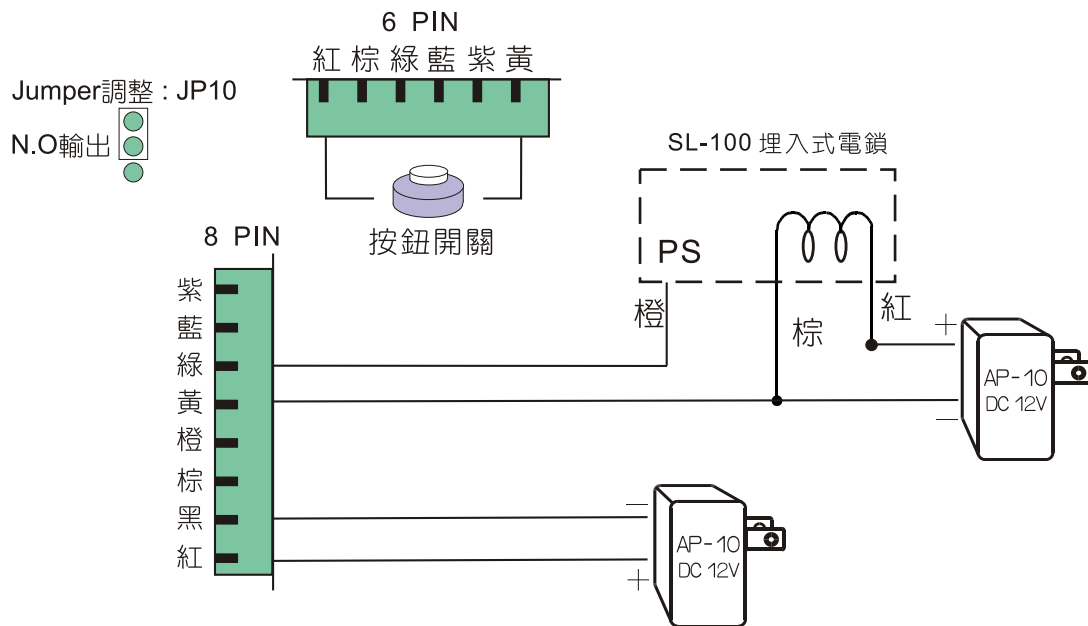 6 PIN
紅 棕 綠 藍 紫 黃
Jumper調整 : JP10
N.O輸出
按鈕開關
SL-100 埋入式電鎖
PS
橙
棕
紅
+
−
AP-10
DC 12V
8 PIN
紫
藍
綠
黃
橙
棕
黑
紅
−
+
AP-10
DC 12V